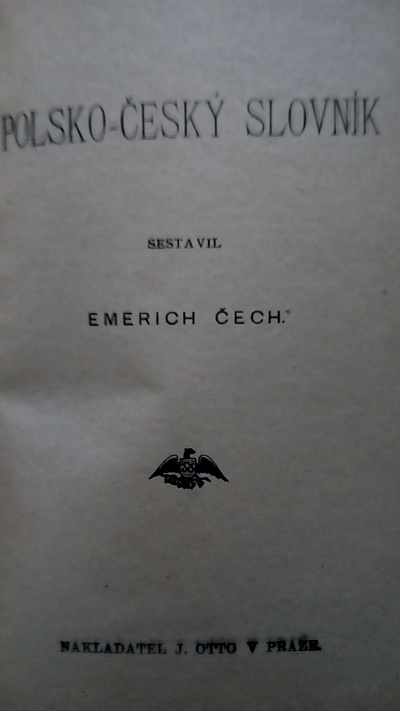 POLSKO-ČESKÝ SLOVNÍK
SESTAVIL
EMERICH ČECH.
NAKLADATEL J. OTTO V PRAZE.